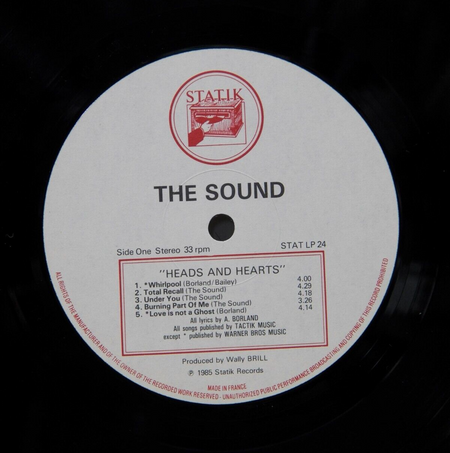 STATIK
THE SOUND
Side One Stereo 33 rpm
STAT LP 24
"HEADS AND HEARTS"
1. *Whirlpool (Borland/Bailey) 4.00
2. Total Recall (The Sound) 4.29
3. Under You (The Sound) 4.18
4. Burning Part Of Me (The Sound) 3.26
5. *Love is not a Ghost (Borland) 4.14
All lyrics by A. BORLAND
All songs published by TACTIK MUSIC
except * published by WARNER BROS MUSIC
Produced by Wally BRILL
℗ 1985 Statik Records
MADE IN FRANCE
ALL RIGHTS OF THE MANUFACTURER AND OF THE OWNER OF THE RECORDED WORK RESERVED - UNAUTHORIZED PUBLIC PERFORMANCE BROADCASTING AND COPYING OF THIS RECORD PROHIBITED